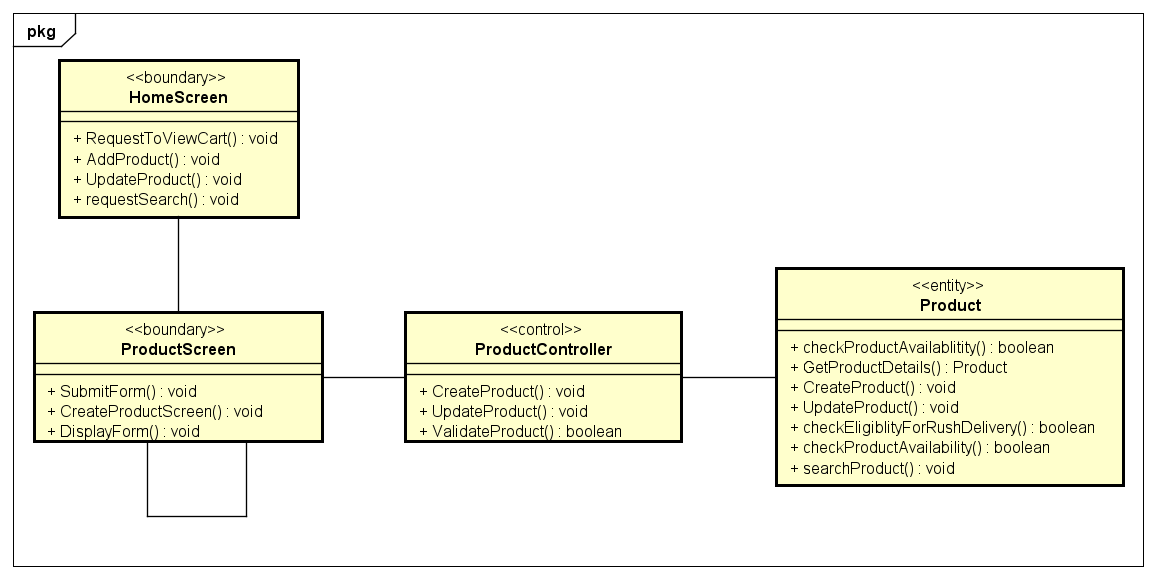 pkg
<<boundary>>
HomeScreen
+ RequestToViewCart() : void
+ AddProduct() : void
+ UpdateProduct() : void
+ requestSearch() : void
<<boundary>>
ProductScreen
+ SubmitForm() : void
+ CreateProductScreen() : void
+ DisplayForm() : void
<<control>>
ProductController
+ CreateProduct() : void
+ UpdateProduct() : void
+ ValidateProduct() : boolean
<<entity>>
Product
+ checkProductAvailablitity() : boolean
+ GetProductDetails() : Product
+ CreateProduct() : void
+ UpdateProduct() : void
+ checkEligiblityForRushDelivery() : boolean
+ checkProductAvailability() : boolean
+ searchProduct() : void